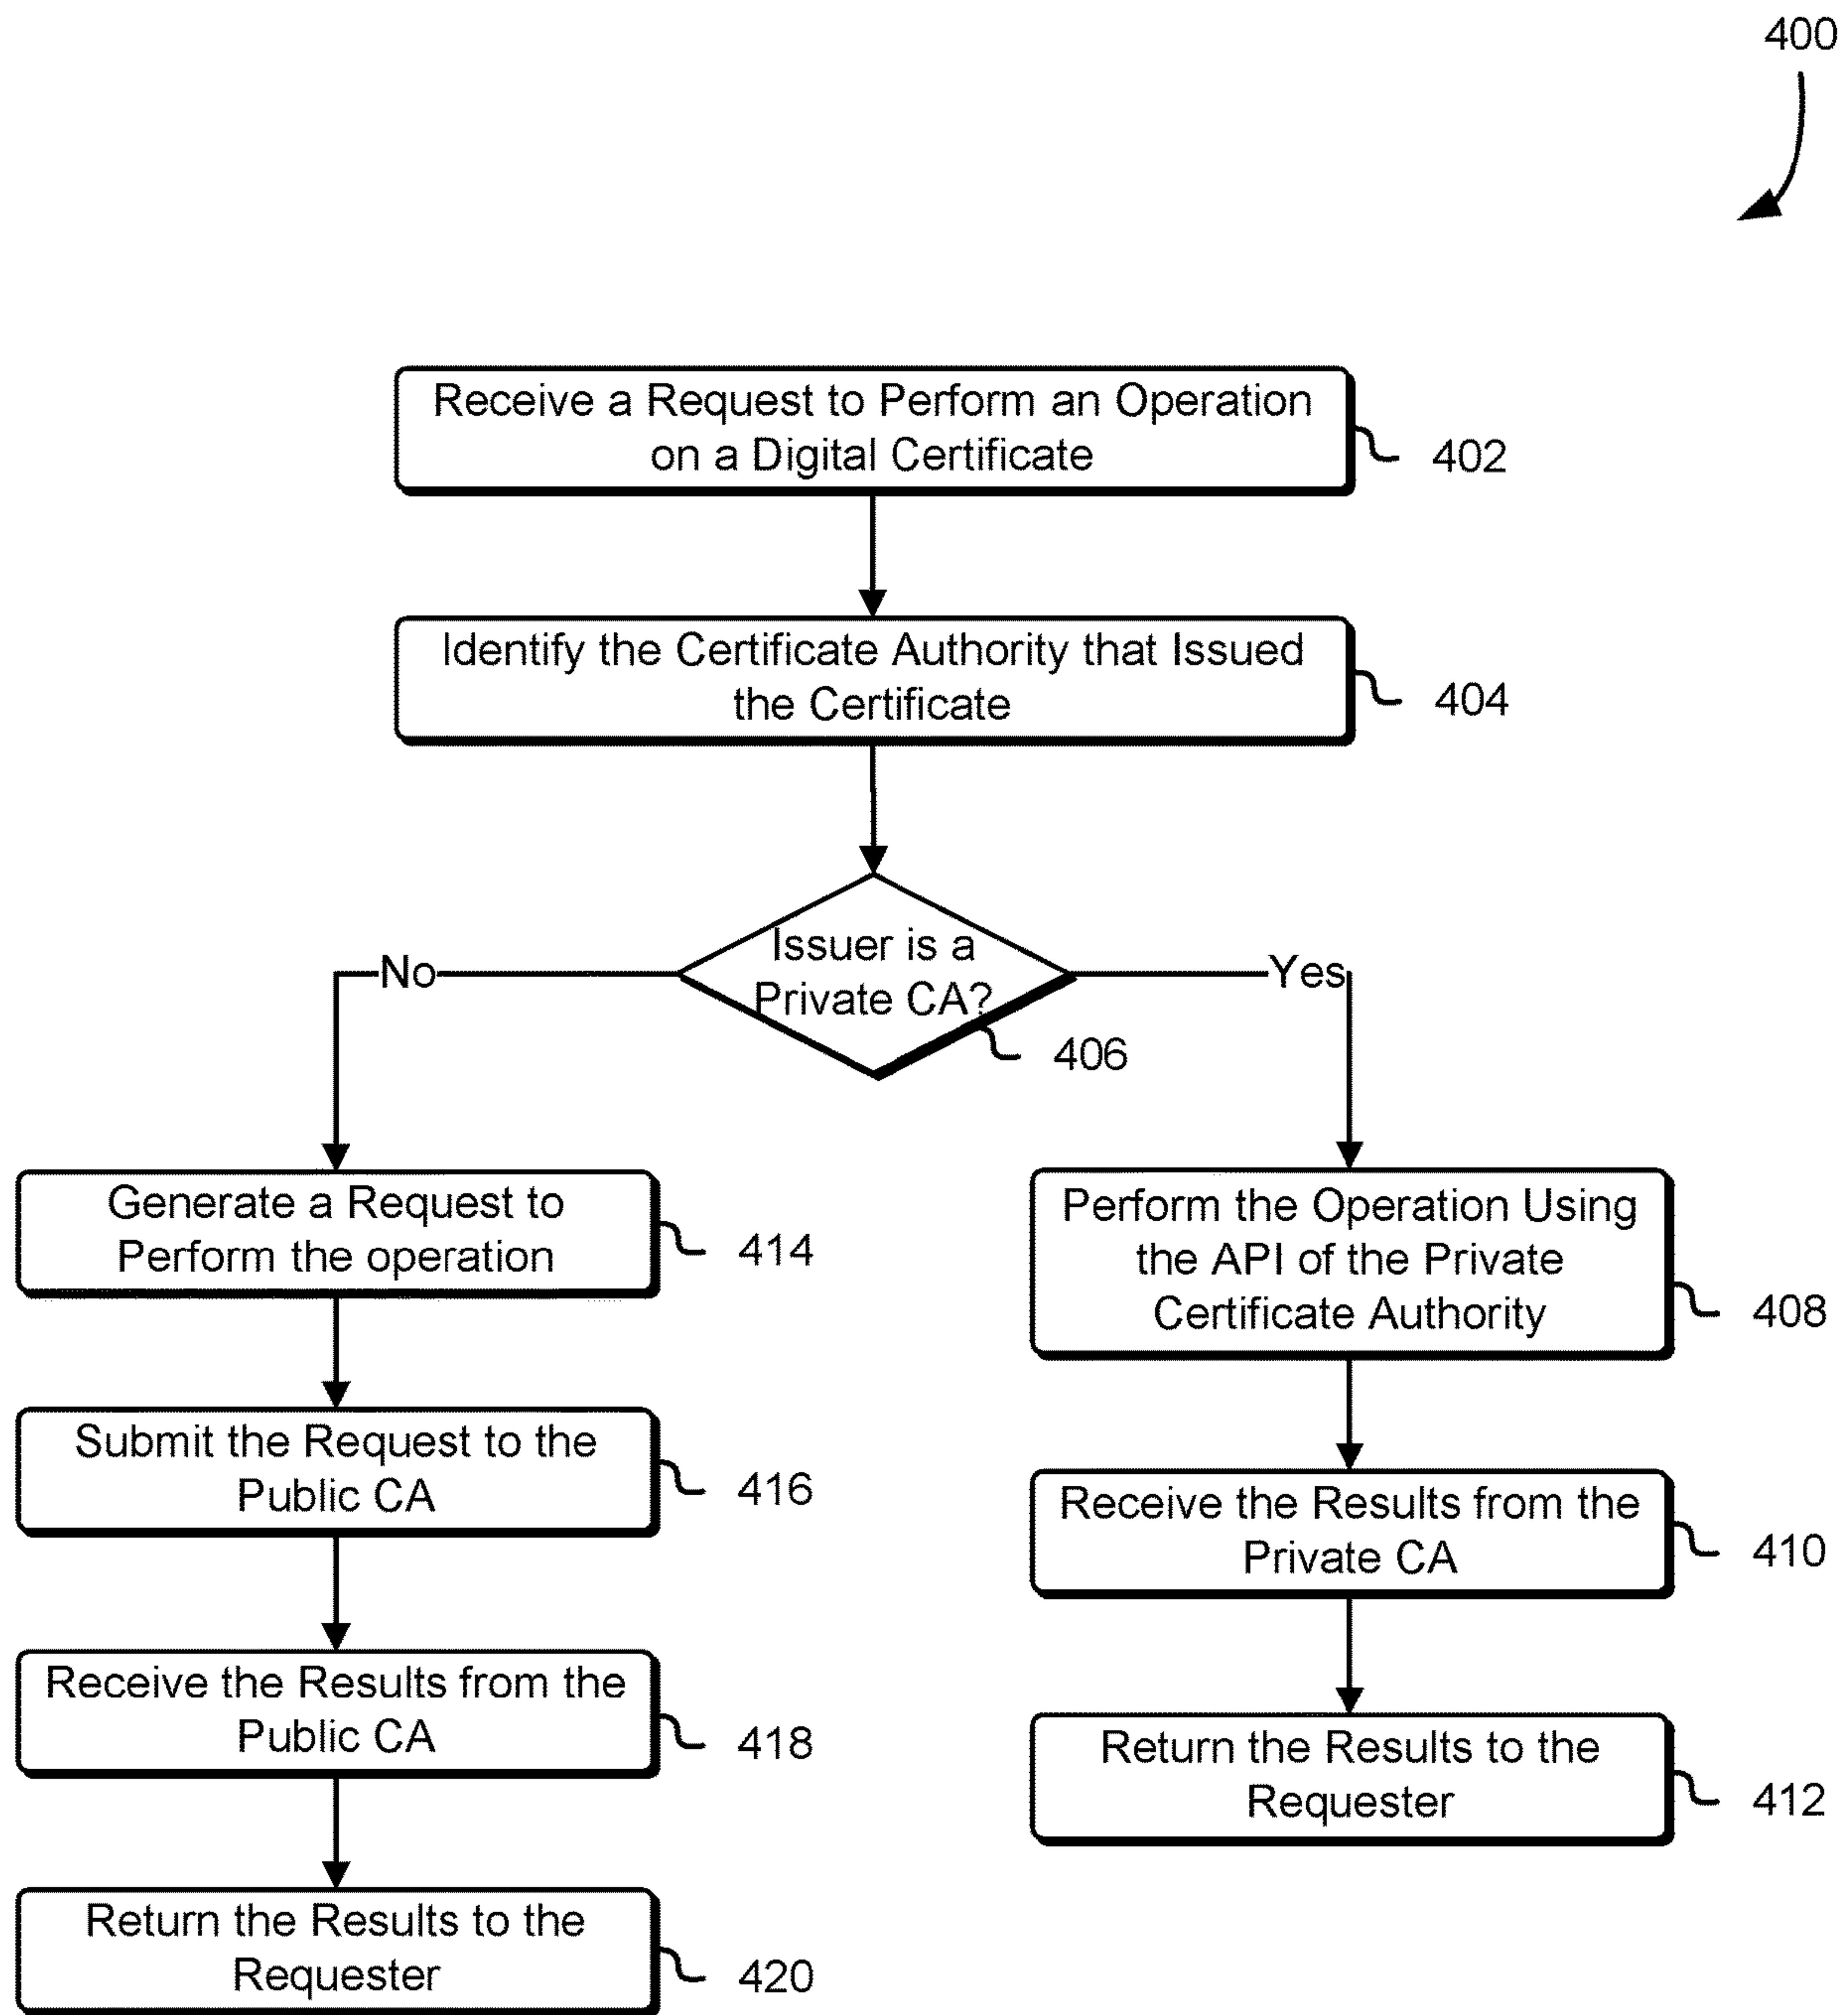 400
Receive a Request to Perform an Operation
on a Digital Certificate
402
Identify the Certificate Authority that Issued
the Certificate
404
Issuer is a
Private CA?
406
No
Yes
Generate a Request to
Perform the operation
414
Submit the Request to the
Public CA
416
Receive the Results from the
Public CA
418
Return the Results to the
Requester
420
Perform the Operation Using
the API of the Private
Certificate Authority
408
Receive the Results from the
Private CA
410
Return the Results to the
Requester
412